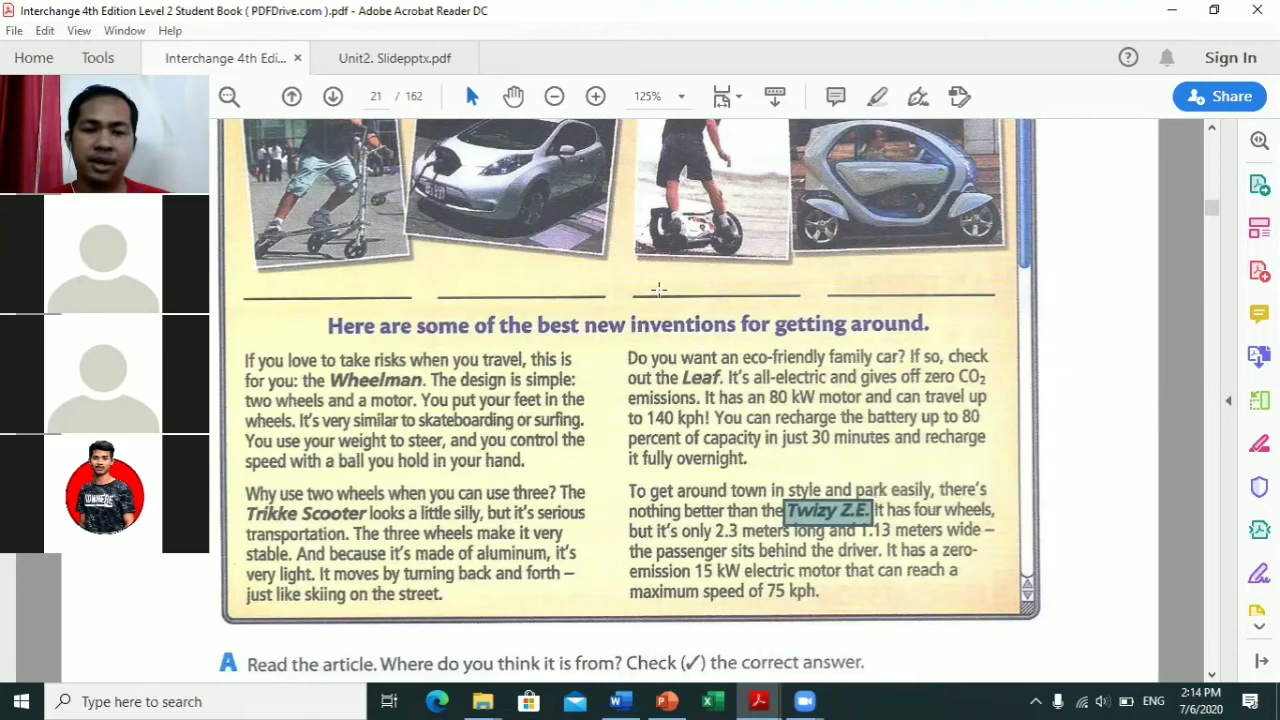 Interchange 4th Edition Level 2 Student Book ( PDFDrive.com ).pdf - Adobe Acrobat Reader DC
File Edit View Window Help
Home Tools Interchange 4th Edi... × Unit2. Slidepptx.pdf Sign In
21 / 162 125% Share
Here are some of the best new inventions for getting around.
If you love to take risks when you travel, this is
for you: the Wheelman. The design is simple:
two wheels and a motor. You put your feet in the
wheels. It's very similar to skateboarding or surfing.
You use your weight to steer, and you control the
speed with a ball you hold in your hand.
Why use two wheels when you can use three? The
Trikke Scooter looks a little silly, but it's serious
transportation. The three wheels make it very
stable. And because it's made of aluminum, it's
very light. It moves by turning back and forth –
just like skiing on the street.
Do you want an eco-friendly family car? If so, check
out the Leaf. It's all-electric and gives off zero CO₂
emissions. It has an 80 kW motor and can travel up
to 140 kph! You can recharge the battery up to 80
percent of capacity in just 30 minutes and recharge
it fully overnight.
To get around town in style and park easily, there's
nothing better than the Twizy Z.E. It has four wheels,
but it's only 2.3 meters long and 1.13 meters wide –
the passenger sits behind the driver. It has a zero-
emission 15 kW electric motor that can reach a
maximum speed of 75 kph.
A Read the article. Where do you think it is from? Check (✓) the correct answer.
Type here to search
ENG
2:14 PM
7/6/2020